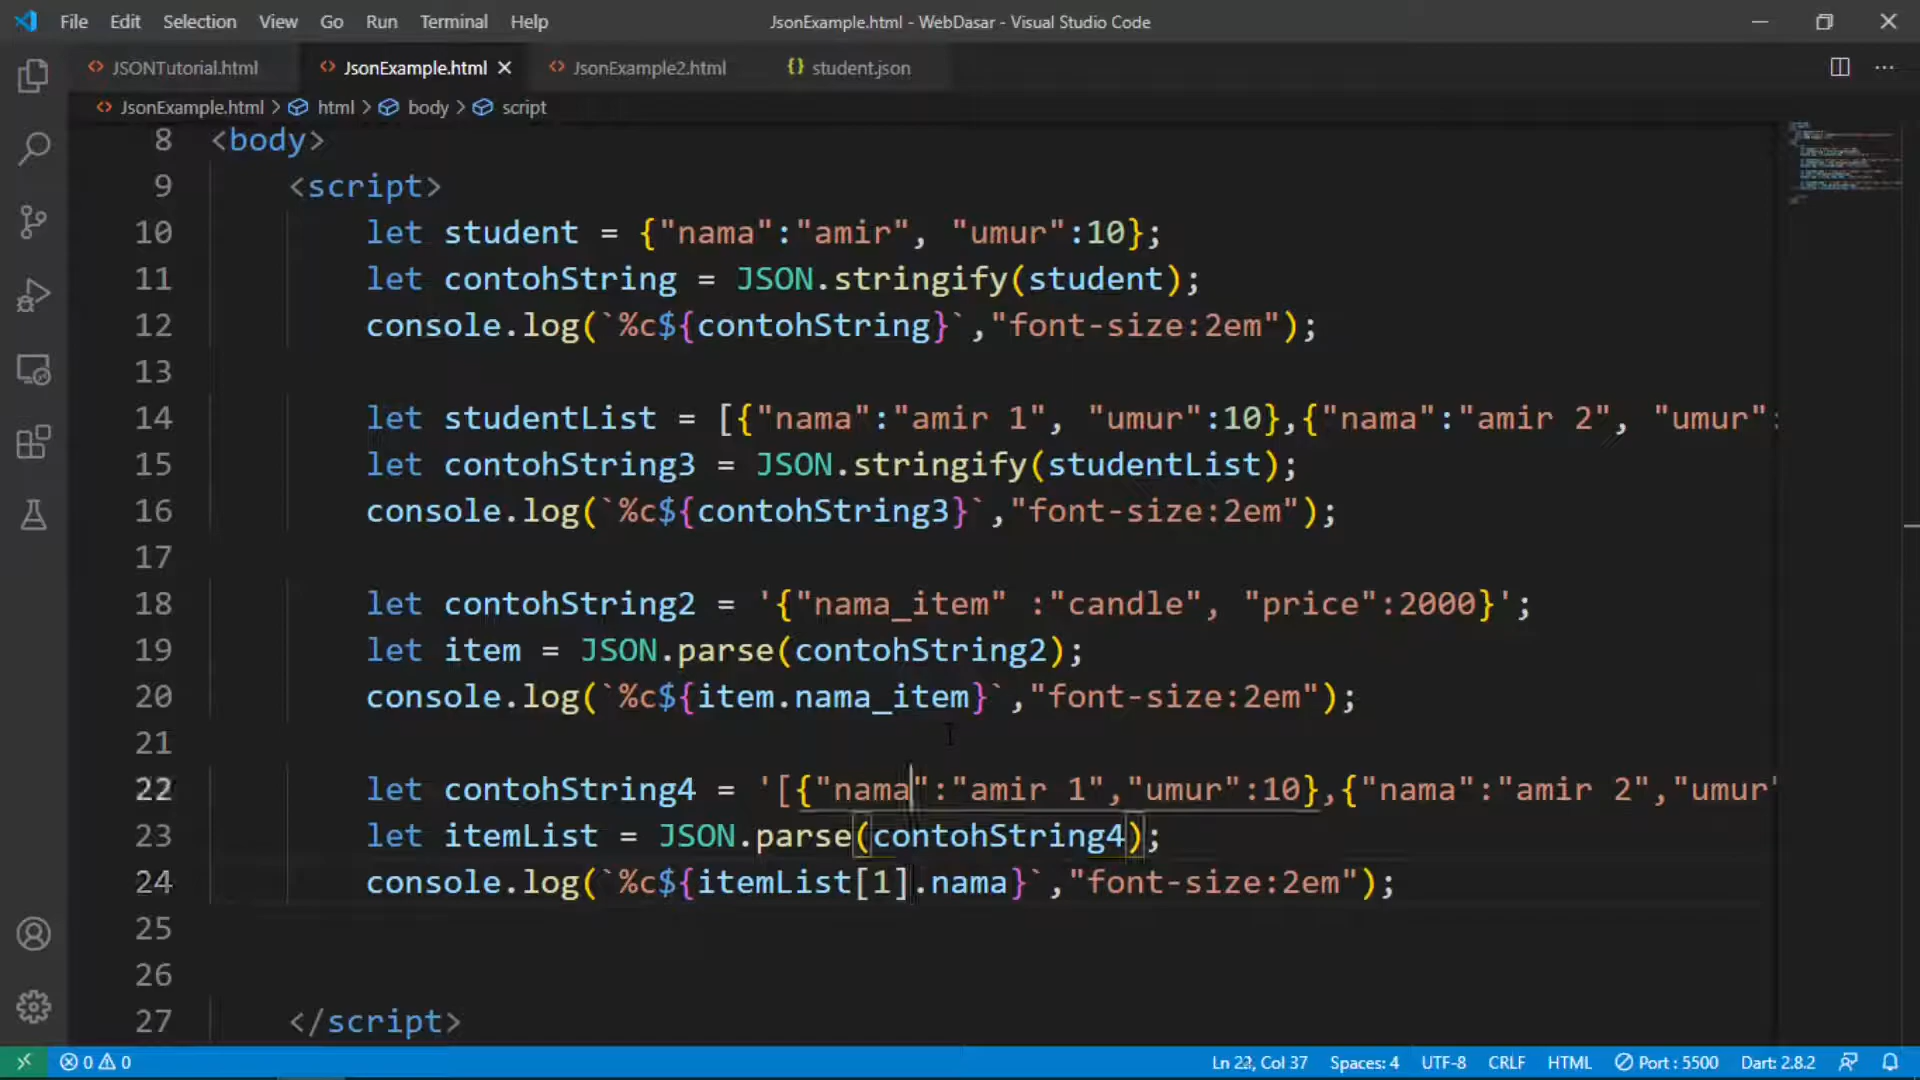 File Edit Selection View Go Run Terminal Help JsonExample.html - WebDasar - Visual Studio Code
JSONTutorial.html JsonExample.html JsonExample2.html {} student.json
JsonExample.html > html > body > script
8 <body>
9 <script>
10 let student = {"nama":"amir", "umur":10};
11 let contohString = JSON.stringify(student);
12 console.log(`%c${contohString}`,"font-size:2em");
13
14 let studentList = [{"nama":"amir 1", "umur":10},{"nama":"amir 2", "umur":
15 let contohString3 = JSON.stringify(studentList);
16 console.log(`%c${contohString3}`,"font-size:2em");
17
18 let contohString2 = '{"nama_item" :"candle", "price":2000}';
19 let item = JSON.parse(contohString2);
20 console.log(`%c${item.nama_item}`,"font-size:2em");
21
22 let contohString4 = '[{"nama":"amir 1","umur":10},{"nama":"amir 2","umur"
23 let itemList = JSON.parse(contohString4);
24 console.log(`%c${itemList[1].nama}`,"font-size:2em");
25
26
27 </script>
0 0 Ln 22, Col 37 Spaces: 4 UTF-8 CRLF HTML Port : 5500 Dart: 2.8.2